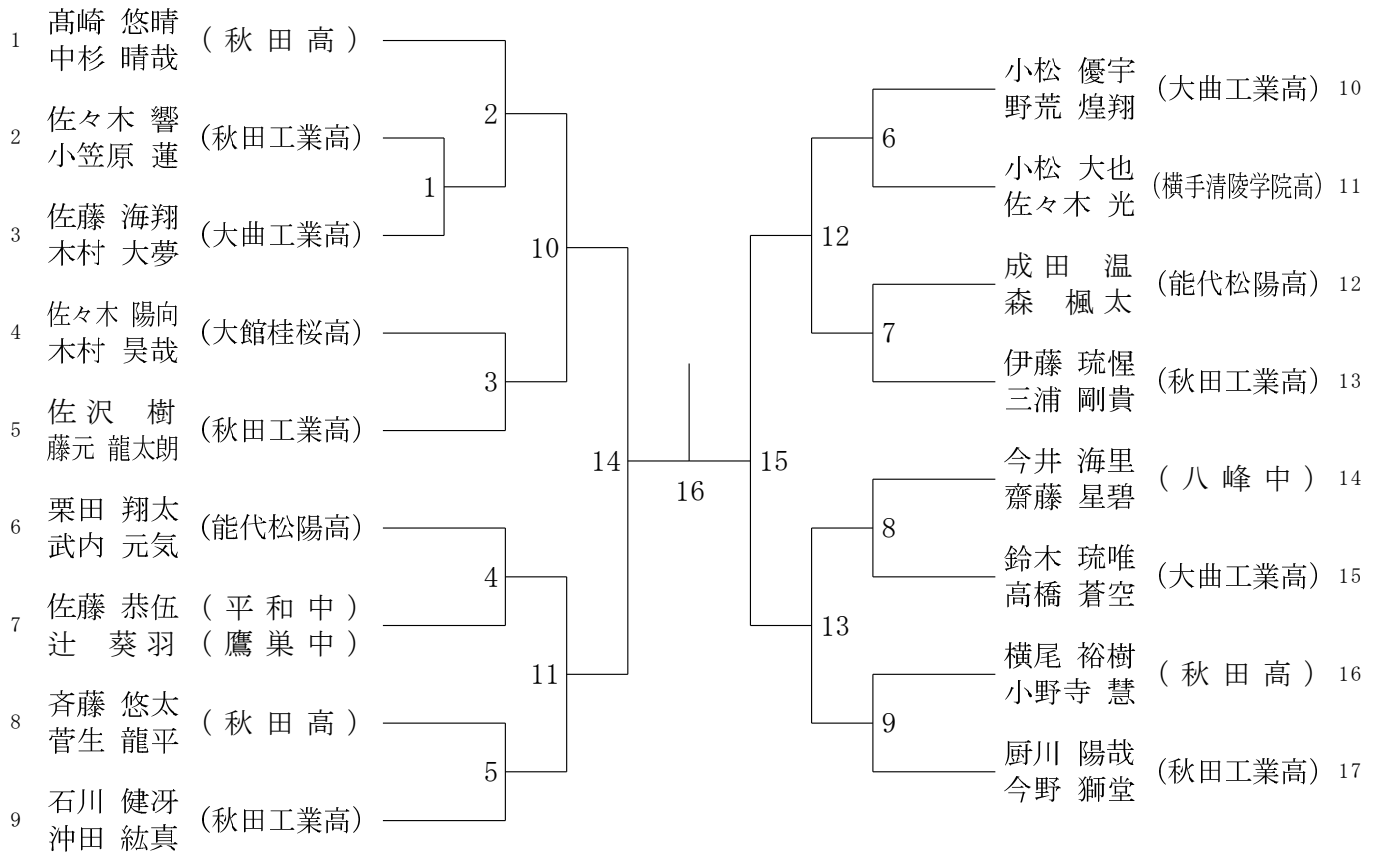 1 髙崎 悠晴 (秋田高)
中杉 晴哉
2 佐々木 響 (秋田工業高)
小笠原 蓮
3 佐藤 海翔 (大曲工業高)
木村 大夢
4 佐々木 陽向 (大館桂桜高)
木村 昊哉
5 佐沢 樹 (秋田工業高)
藤元 龍太朗
6 栗田 翔太 (能代松陽高)
武内 元気
7 佐藤 恭伍 (平和中)
辻 葵羽 (鷹巣中)
8 斉藤 悠太 (秋田高)
菅生 龍平
9 石川 健冴 (秋田工業高)
沖田 紘真
2
1
10
3
14
4
11
5
16
15
12
6
7
13
8
9
小松 優宇 (大曲工業高) 10
野荒 煌翔
小松 大也 (横手清陵学院高) 11
佐々木 光
成田 温 (能代松陽高) 12
森 楓太
伊藤 琉惺 (秋田工業高) 13
三浦 剛貴
今井 海里 (八峰中) 14
齋藤 星碧
鈴木 琉唯 (大曲工業高) 15
高橋 蒼空
横尾 裕樹 (秋田高) 16
小野寺 慧
厨川 陽哉 (秋田工業高) 17
今野 獅堂